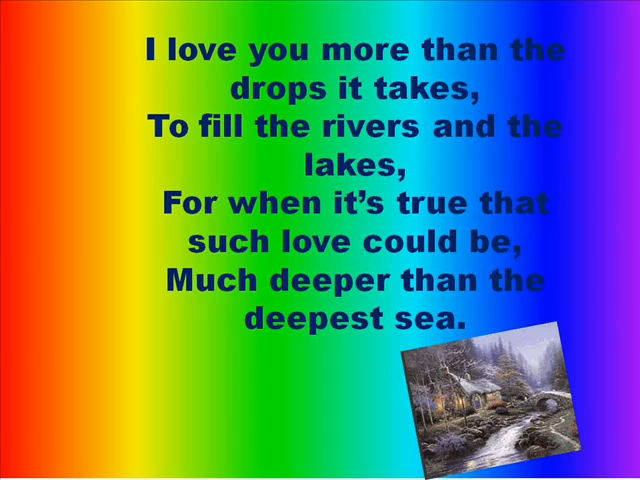 I love you more than the
drops it takes,
To fill the rivers and the
lakes,
For when it’s true that
such love could be,
Much deeper than the
deepest sea.